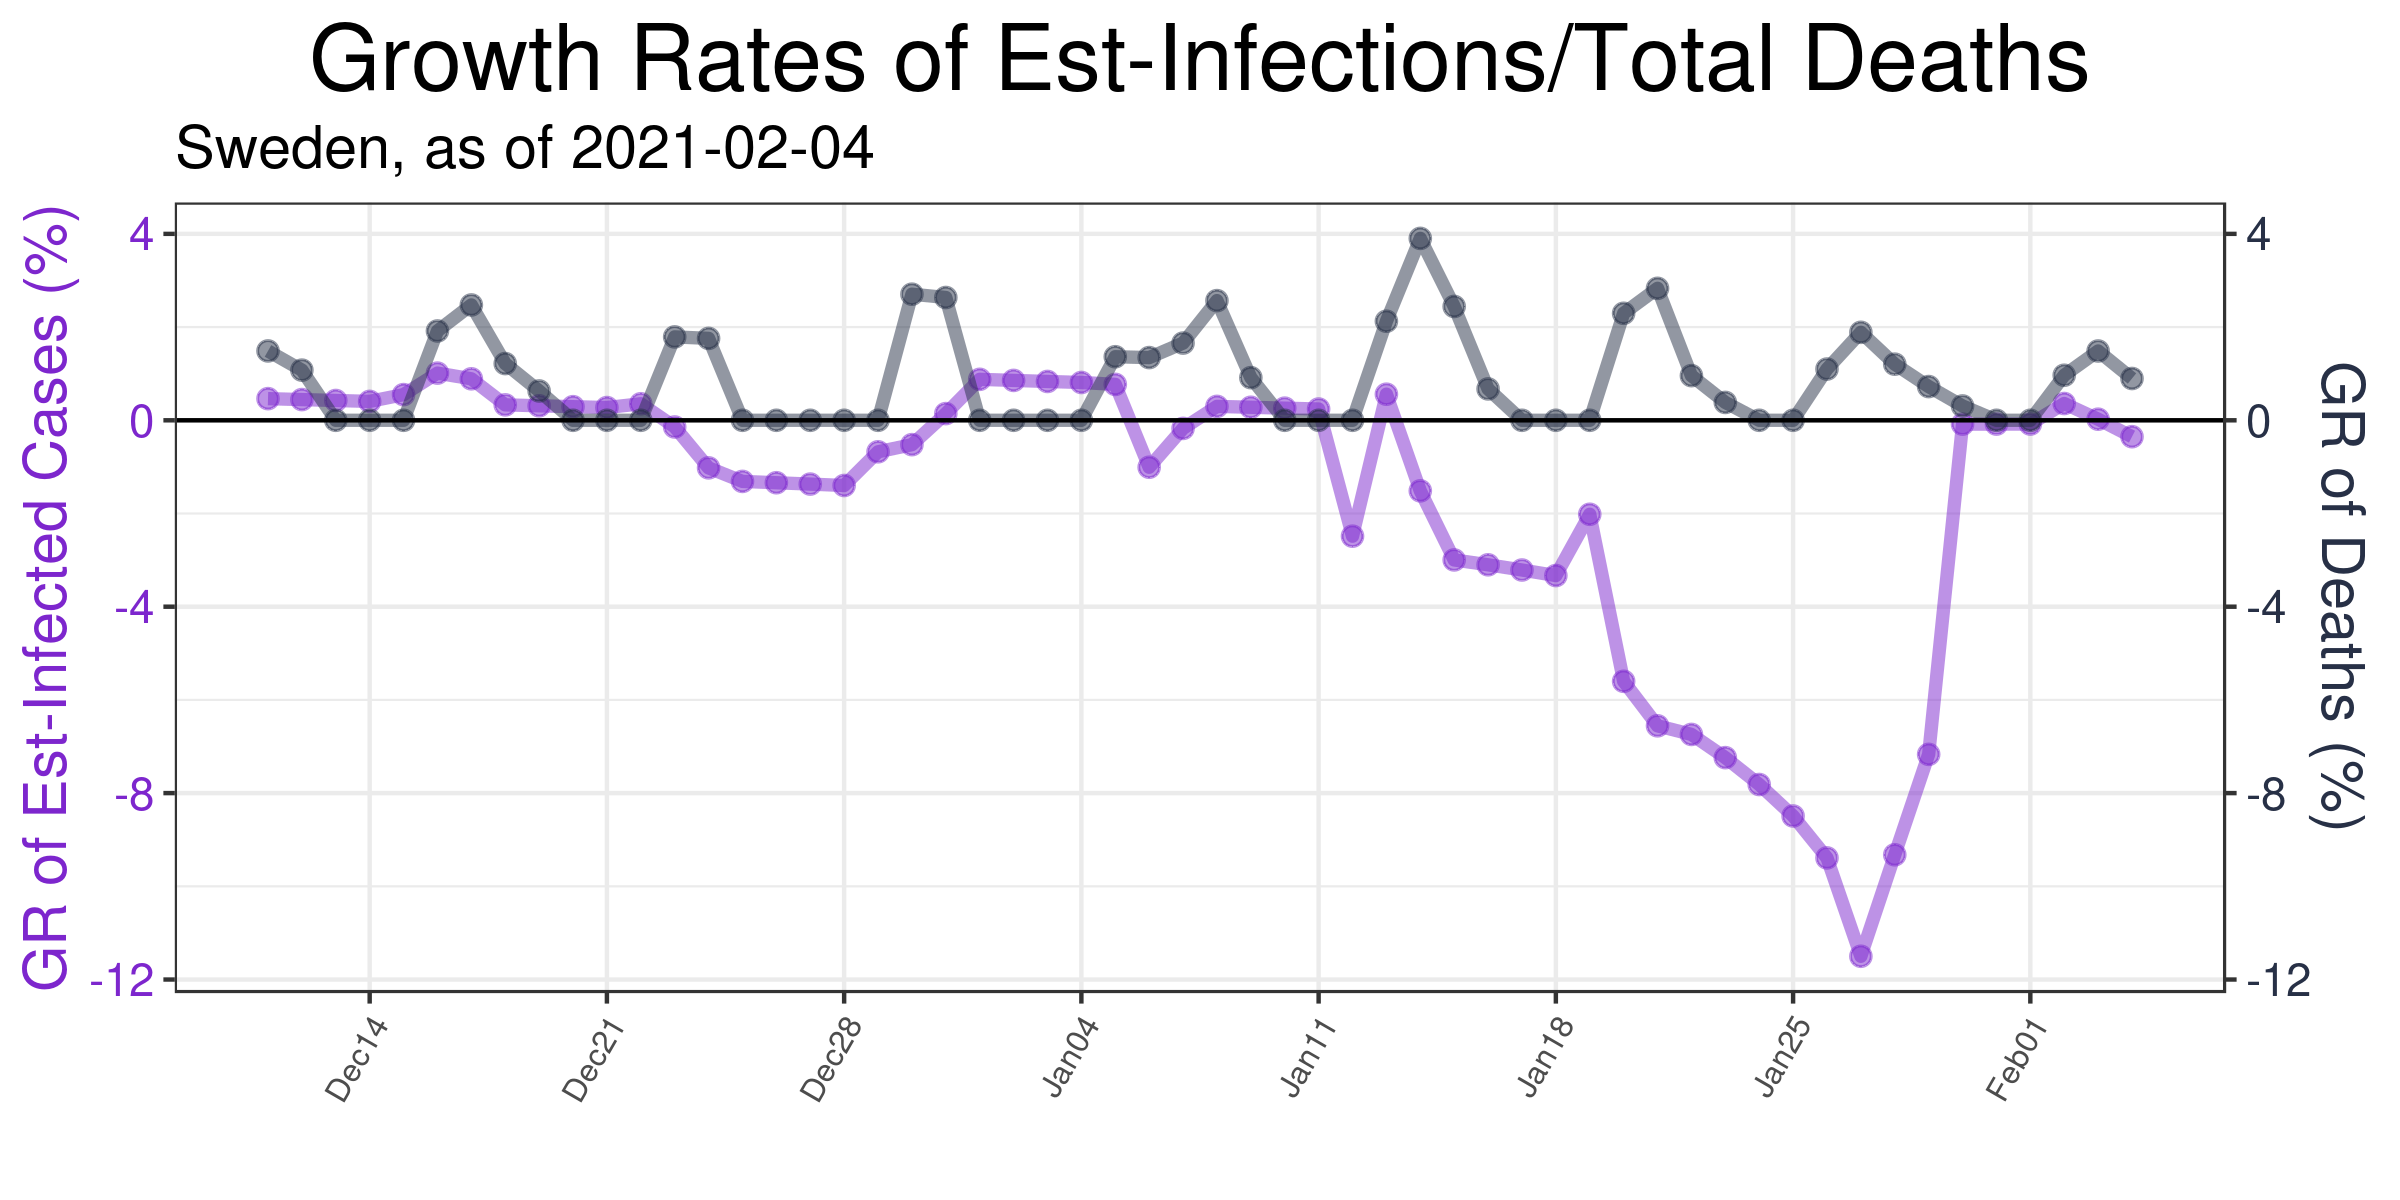 Growth Rates of Est-Infections/Total Deaths
Sweden, as of 2021-02-04
GR of Est-Infected Cases (%)
4
0
-4
-8
-12
4
0
-4
-8
-12
GR of Deaths (%)
Dec14
Dec21
Dec28
Jan04
Jan11
Jan18
Jan25
Feb01